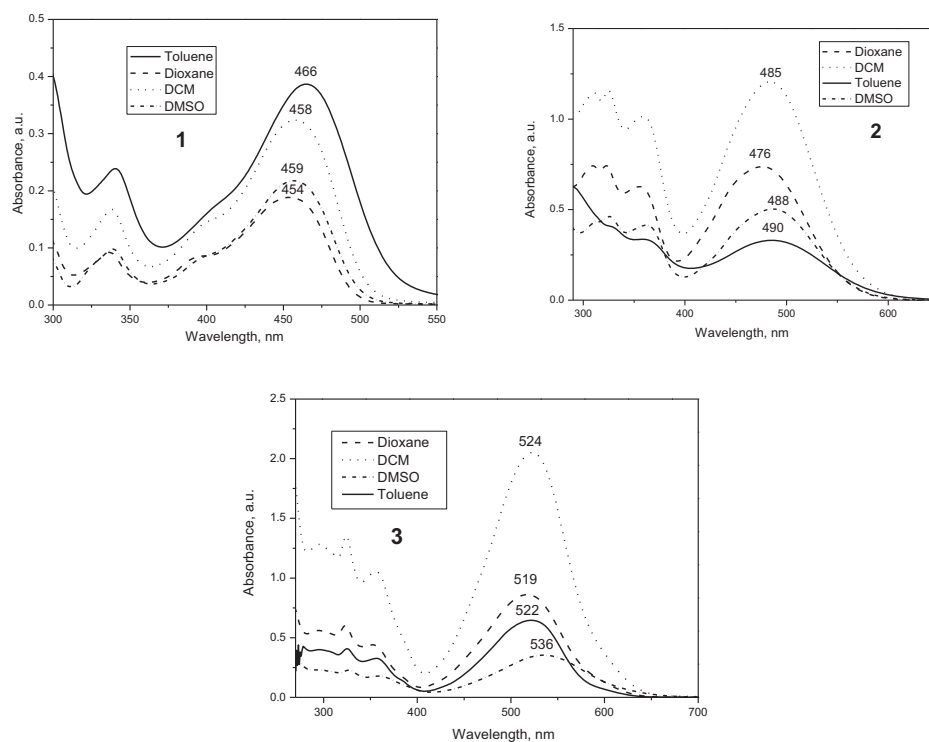 0.5
0.4
0.3
0.2
0.1
0.0
Absorbance, a.u.
Toluene
Dioxane
DCM
DMSO
1
466
458
459
454
300 350 400 450 500 550
Wavelength, nm
1.5
1.0
0.5
0.0
Absorbance, a.u.
Dioxane
DCM
Toluene
DMSO
2
485
476
488
490
300 400 500 600
Wavelength, nm
2.5
2.0
1.5
1.0
0.5
0.0
Absorbance, a.u.
Dioxane
DCM
DMSO
Toluene
3
524
519
522
536
300 400 500 600 700
Wavelength, nm